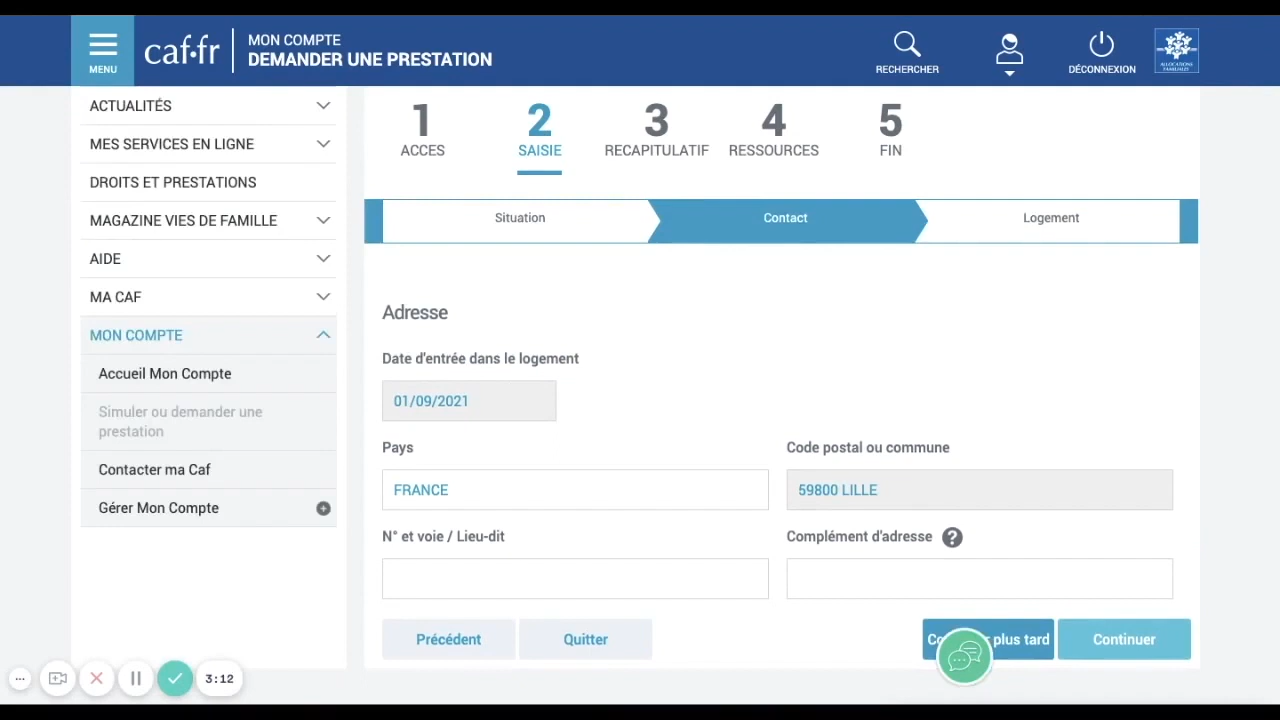 MENU
caf·fr
MON COMPTE
DEMANDER UNE PRESTATION
RECHERCHER
DÉCONNEXION
ALLOCATIONS
FAMILIALES
ACTUALITÉS
MES SERVICES EN LIGNE
DROITS ET PRESTATIONS
MAGAZINE VIES DE FAMILLE
AIDE
MA CAF
MON COMPTE
Accueil Mon Compte
Simuler ou demander une
prestation
Contacter ma Caf
Gérer Mon Compte
1 2 3 4 5
ACCES SAISIE RECAPITULATIF RESSOURCES FIN
Situation Contact Logement
Adresse
Date d'entrée dans le logement
01/09/2021
Pays Code postal ou commune
FRANCE 59800 LILLE
N° et voie / Lieu-dit Complément d'adresse ?
Précédent Quitter plus tard Continuer
3:12